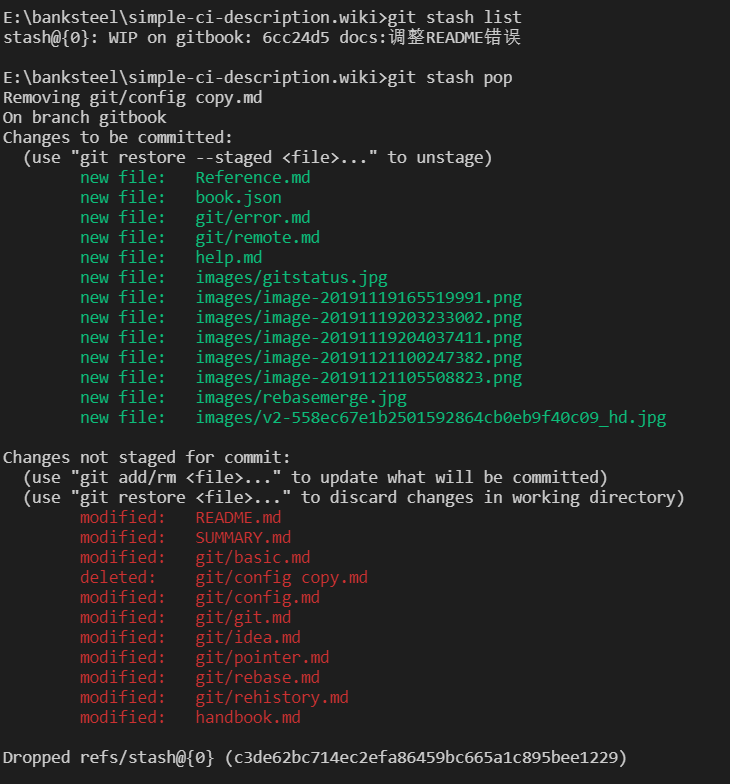 E:\banksteel\simple-ci-description.wiki>git stash list
stash@{0}: WIP on gitbook: 6cc24d5 docs:调整README错误
E:\banksteel\simple-ci-description.wiki>git stash pop
Removing git/config copy.md
On branch gitbook
Changes to be committed:
  (use "git restore --staged <file>..." to unstage)
        new file:   Reference.md
        new file:   book.json
        new file:   git/error.md
        new file:   git/remote.md
        new file:   help.md
        new file:   images/gitstatus.jpg
        new file:   images/image-20191119165519991.png
        new file:   images/image-20191119203233002.png
        new file:   images/image-20191119204037411.png
        new file:   images/image-20191121100247382.png
        new file:   images/image-20191121105508823.png
        new file:   images/rebasemerge.jpg
        new file:   images/v2-558ec67e1b2501592864cb0eb9f40c09_hd.jpg
Changes not staged for commit:
  (use "git add/rm <file>..." to update what will be committed)
  (use "git restore <file>..." to discard changes in working directory)
        modified:   README.md
        modified:   SUMMARY.md
        modified:   git/basic.md
        deleted:    git/config copy.md
        modified:   git/config.md
        modified:   git/git.md
        modified:   git/idea.md
        modified:   git/pointer.md
        modified:   git/rebase.md
        modified:   git/rehistory.md
        modified:   handbook.md
Dropped refs/stash@{0} (c3de62bc714ec2efa86459bc665a1c895bee1229)